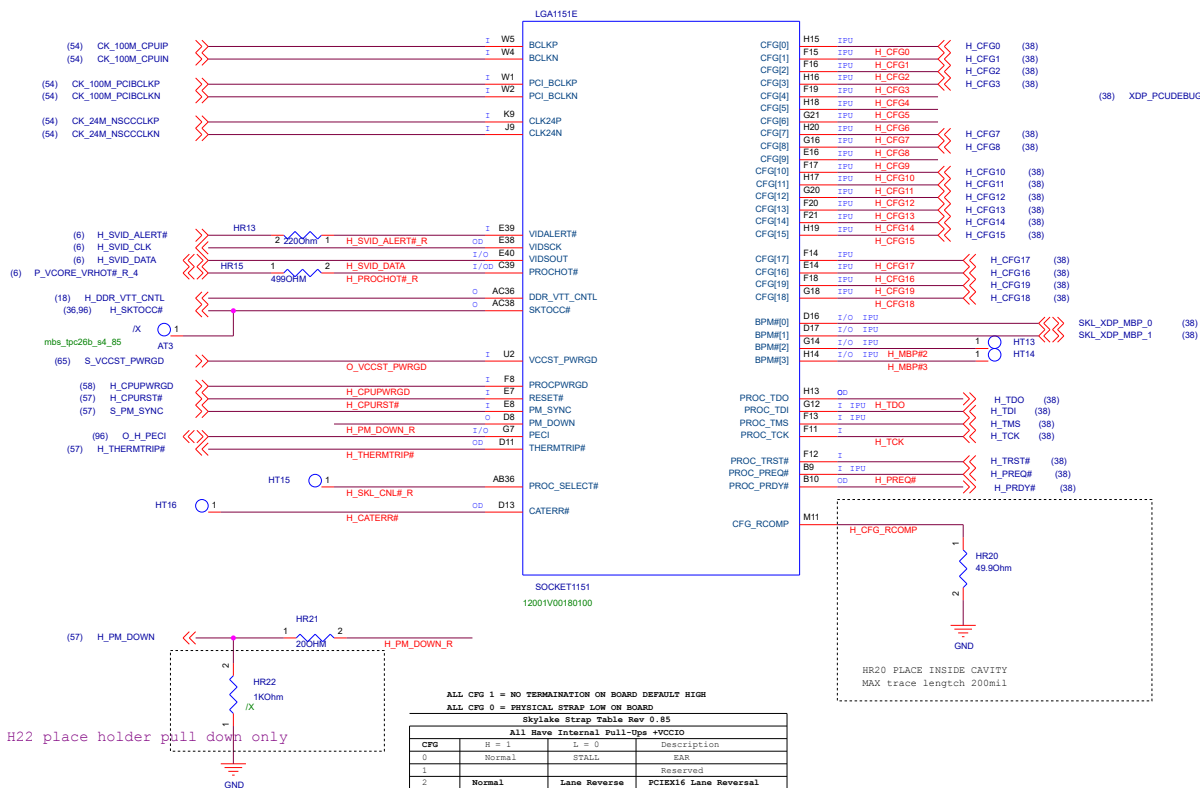 LGA1151E
(54) CK_100M_CPUIP I W5 BCLKP CFG[0] H15 IPU H_CFG0 H_CFG0 (38)
(54) CK_100M_CPUIN I W4 BCLKN CFG[1] F15 IPU H_CFG1 H_CFG1 (38)
CFG[2] F16 IPU H_CFG2 H_CFG2 (38)
(54) CK_100M_PCIBCLKP I W1 PCI_BCLKP CFG[3] H16 IPU H_CFG3 H_CFG3 (38)
(54) CK_100M_PCIBCLKN I W2 PCI_BCLKN CFG[4] F19 IPU H_CFG4 (38) XDP_PCUDEBUG
CFG[5] H18 IPU H_CFG5
(54) CK_24M_NSCCCLKP I K9 CLK24P CFG[6] G21 IPU H_CFG6
(54) CK_24M_NSCCCLKN I J9 CLK24N CFG[7] H20 IPU H_CFG7 H_CFG7 (38)
CFG[8] G16 IPU H_CFG8 H_CFG8 (38)
CFG[9] E16 IPU H_CFG9
CFG[10] F17 IPU H_CFG10 H_CFG10 (38)
CFG[11] H17 IPU H_CFG11 H_CFG11 (38)
CFG[12] G20 IPU H_CFG12 H_CFG12 (38)
CFG[13] F20 IPU H_CFG13 H_CFG13 (38)
CFG[14] F21 IPU H_CFG14 H_CFG14 (38)
CFG[15] H19 IPU H_CFG15 H_CFG15 (38)
HR13
(6) H_SVID_ALERT# 2 220Ohm 1 H_SVID_ALERT#_R I E39 VIDALERT#
(6) H_SVID_CLK OD E38 VIDSCK
(6) H_SVID_DATA H_SVID_DATA I/O E40 VIDSOUT CFG[17] F14 IPU H_CFG17 H_CFG17 (38)
(6) P_VCORE_VRHOT#_R_4 HR15 1 499OHM 2 H_PROCHOT#_R I/OD C39 PROCHOT# CFG[16] E14 IPU H_CFG16 H_CFG16 (38)
CFG[19] F18 IPU H_CFG19 H_CFG19 (38)
(18) H_DDR_VTT_CNTL O AC36 DDR_VTT_CNTL CFG[18] G18 IPU H_CFG18 H_CFG18 (38)
(36,96) H_SKTOCC# O AC38 SKTOCC#
/X 1 BPM#[0] D16 I/O IPU SKL_XDP_MBP_0 (38)
mbs_tpc26b_s4_85 AT3 BPM#[1] D17 I/O IPU SKL_XDP_MBP_1 (38)
BPM#[2] G14 I/O IPU H_MBP#2 1 HT13
(65) S_VCCST_PWRGD O_VCCST_PWRGD I U2 VCCST_PWRGD BPM#[3] H14 I/O IPU H_MBP#3 1 HT14
(58) H_CPUPWRGD H_CPUPWRGD I F8 PROCPWRGD
(57) H_CPURST# H_CPURST# I E7 RESET# PROC_TDO H13 OD H_TDO H_TDO (38)
(57) S_PM_SYNC I E8 PM_SYNC PROC_TDI G12 I IPU H_TDI (38)
H_PM_DOWN_R O D8 PM_DOWN PROC_TMS F13 I IPU H_TMS (38)
(96) O_H_PECI I/O G7 PECI PROC_TCK F11 I H_TCK H_TCK (38)
(57) H_THERMTRIP# H_THERMTRIP# OD D11 THERMTRIP#
PROC_TRST# F12 I H_TRST# (38)
PROC_PREQ# B9 I IPU H_PREQ# H_PREQ# (38)
HT15 1 H_SKL_CNL#_R AB36 PROC_SELECT# PROC_PRDY# B10 OD H_PRDY# (38)
HT16 1 H_CATERR# OD D13 CATERR#
CFG_RCOMP M11 H_CFG_RCOMP
1
HR20
49.9Ohm
2
SOCKET1151
12001V00180100
GND
HR20 PLACE INSIDE CAVITY
MAX trace lengtch 200mil
HR21
(57) H_PM_DOWN 1 20OHM 2 H_PM_DOWN_R
2
HR22
1KOhm
/X
1
H22 place holder pull down only
GND
ALL CFG 1 = NO TERMAINATION ON BOARD DEFAULT HIGH
ALL CFG 0 = PHYSICAL STRAP LOW ON BOARD
Skylake Strap Table Rev 0.85
All Have Internal Pull-Ups +VCCIO
CFG H = 1 L = 0 Description
0 Normal STALL EAR
1 Reserved
2 Normal Lane Reverse PCIEX16 Lane Reversal